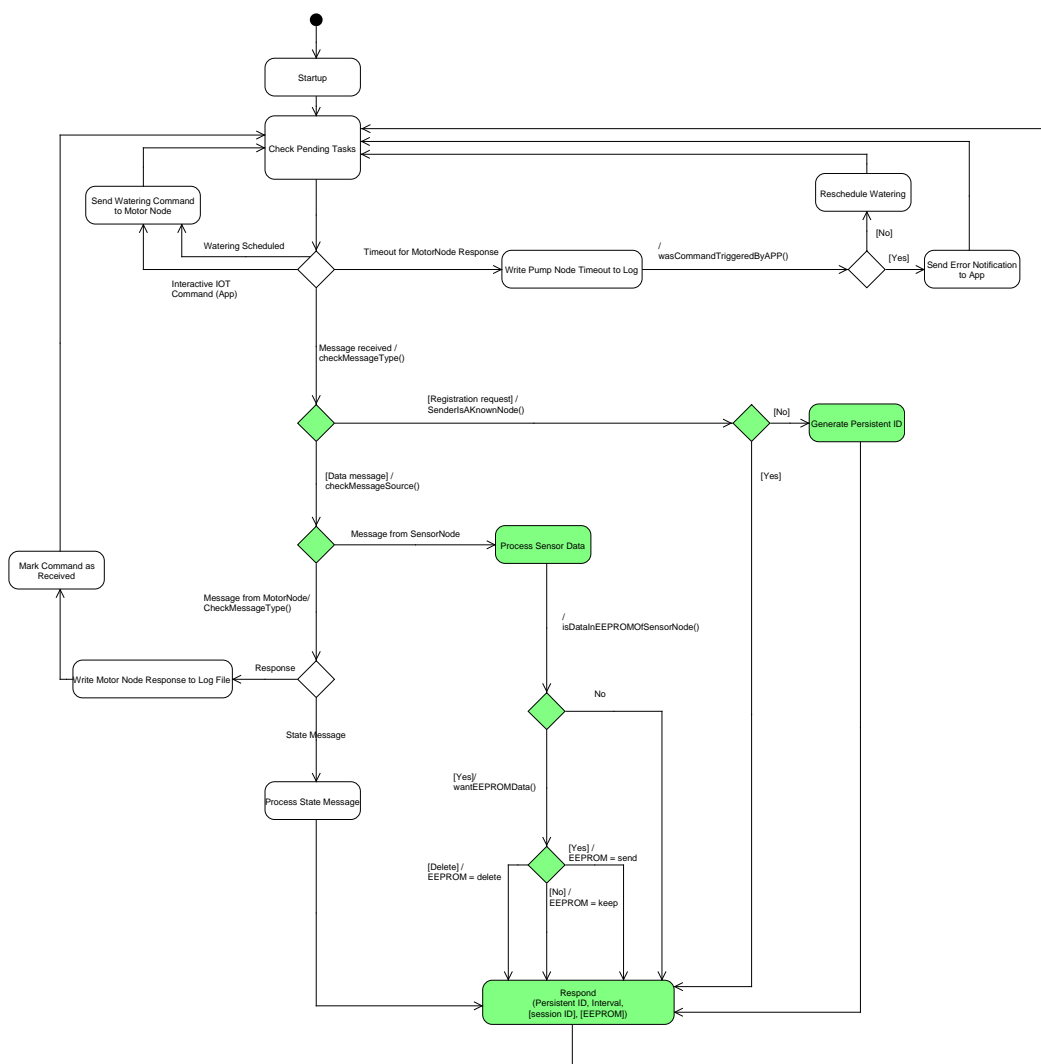 Startup
Check Pending Tasks
Send Watering Command
to Motor Node
Reschedule Watering
Watering Scheduled
Timeout for MotorNode Response
/
wasCommandTriggeredByAPP()
[No]
[Yes]
Write Pump Node Timeout to Log
Send Error Notification
to App
Interactive IOT
Command (App)
Message received /
checkMessageType()
[Registration request] /
SenderIsAKnownNode()
[No]
Generate Persistent ID
[Yes]
[Data message] /
checkMessageSource()
Message from SensorNode
Process Sensor Data
Mark Command as
Received
Message from MotorNode/
CheckMessageType()
/
isDataInEEPROMOfSensorNode()
Response
Write Motor Node Response to Log File
No
State Message
[Yes]/
wantEEPROMData()
Process State Message
[Yes] /
EEPROM = send
[Delete] /
EEPROM = delete
[No] /
EEPROM = keep
Respond
(Persistent ID, Interval,
[session ID], [EEPROM])